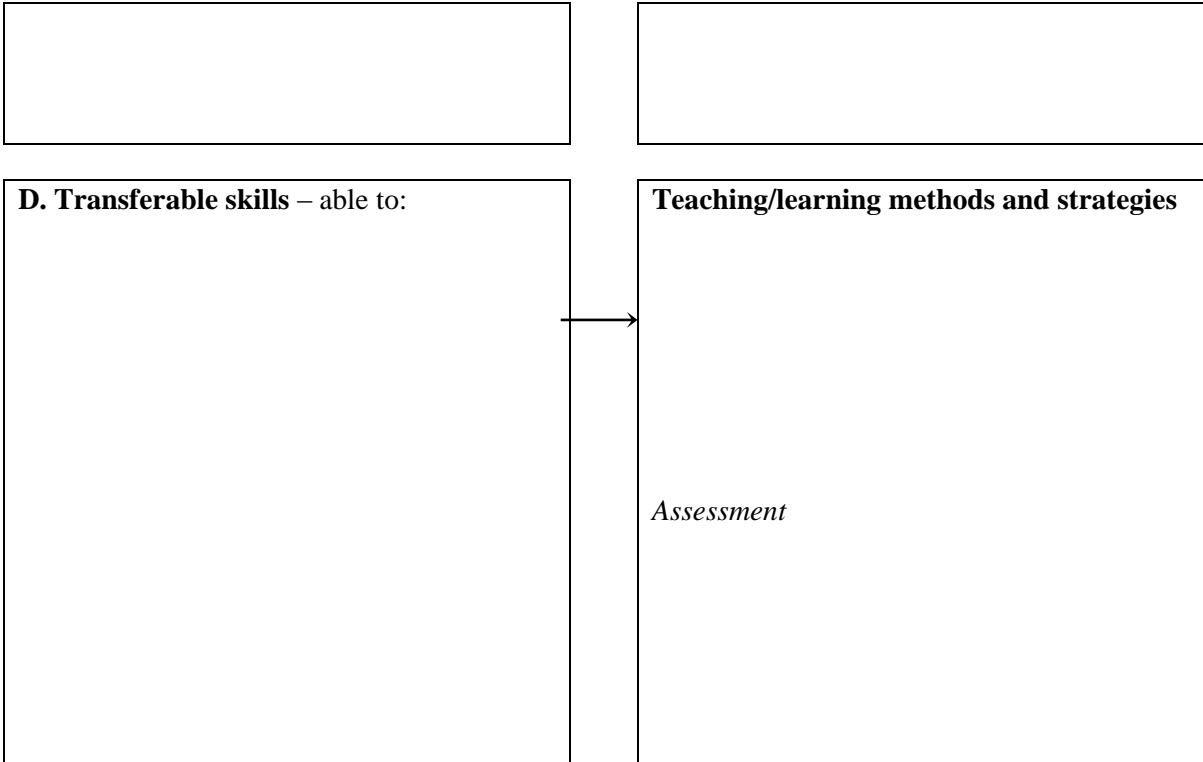 D. Transferable skills – able to:
Teaching/learning methods and strategies
Assessment